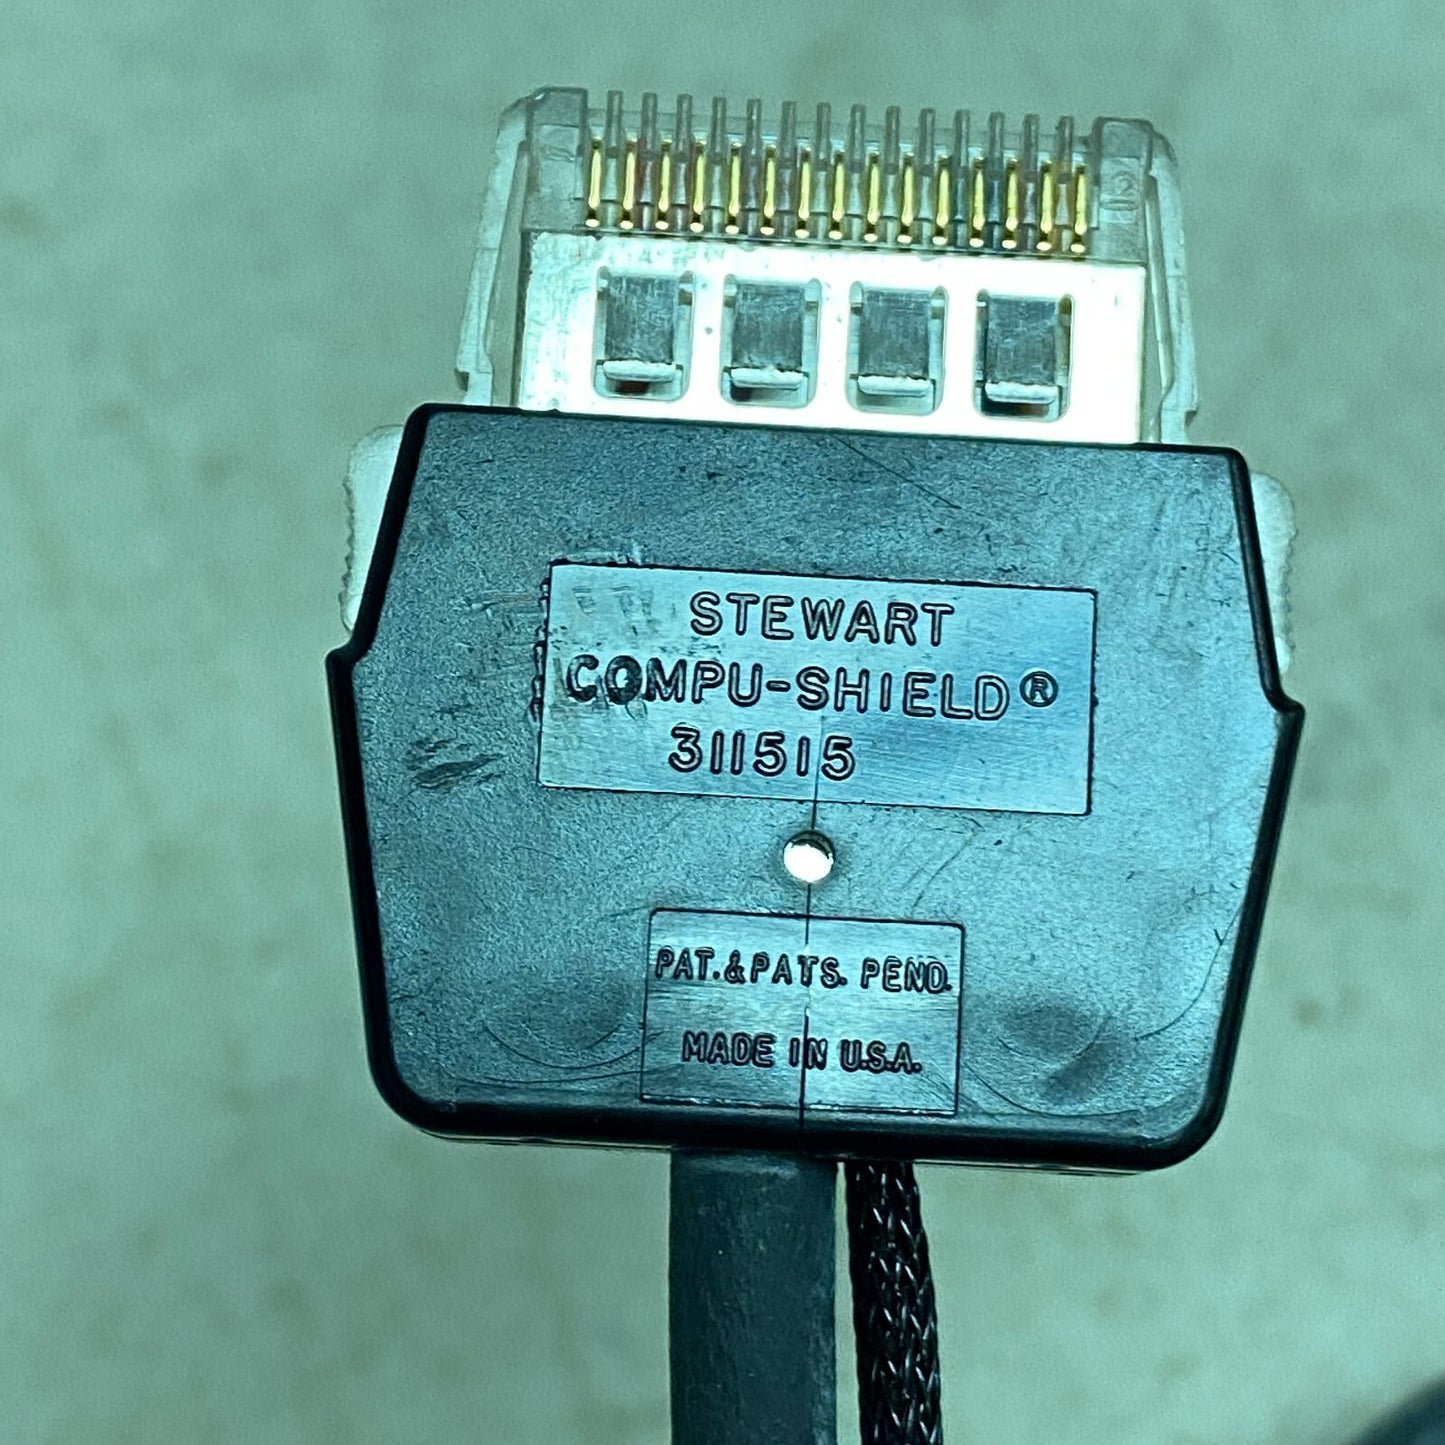 STEWART
COMPU-SHIELD®
311515
PAT.&PATS. PEND.
MADE IN U.S.A.